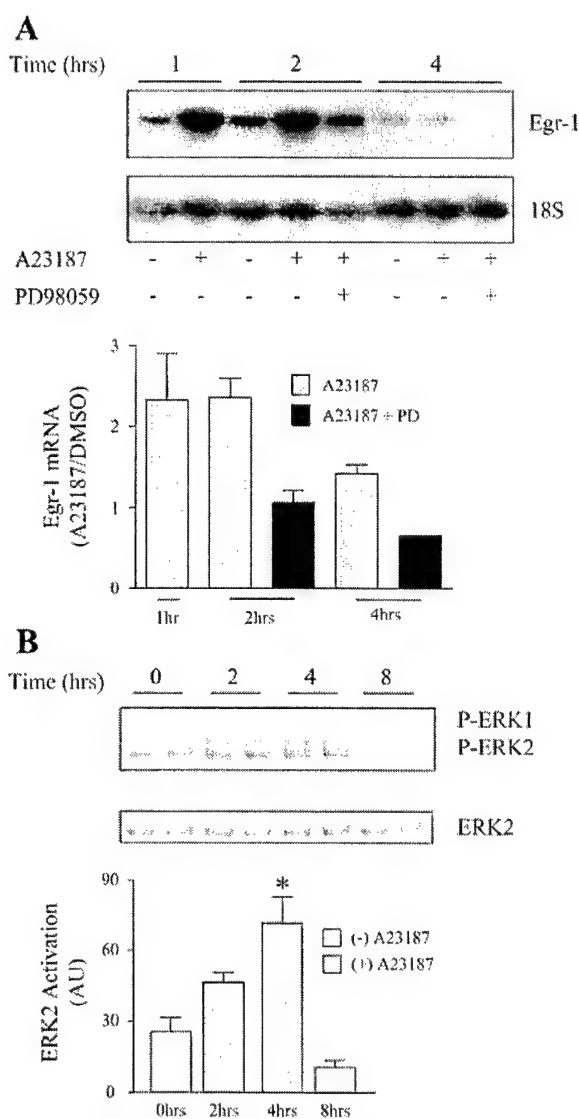 A
Time (hrs) 1 2 4
Egr-1
18S
A23187 - + - + + - + +
PD98059 - - - - + - - +
3
2
1
0
Egr-1 mRNA
(A23187/DMSO)
A23187
A23187 + PD
1hr 2hrs 4hrs
B
Time (hrs) 0 2 4 8
P-ERK1
P-ERK2
ERK2
90
60
30
0
ERK2 Activation
(AU)
*
(-) A23187
(+) A23187
0hrs 2hrs 4hrs 8hrs